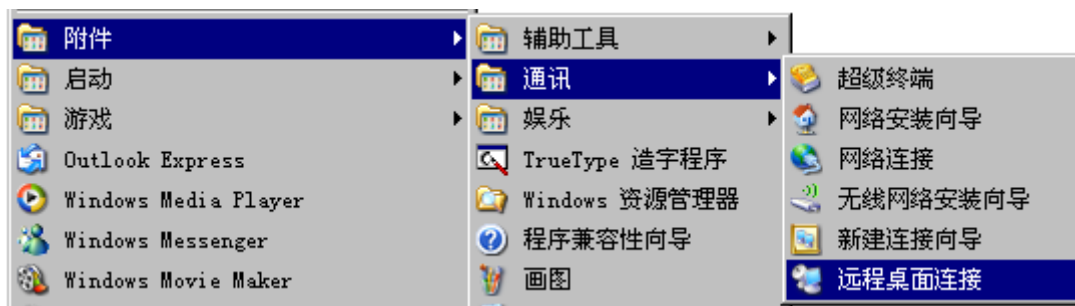 附件
启动
游戏
Outlook Express
Windows Media Player
Windows Messenger
Windows Movie Maker
辅助工具
通讯
娱乐
TrueType 造字程序
Windows 资源管理器
程序兼容性向导
画图
超级终端
网络安装向导
网络连接
无线网络安装向导
新建连接向导
远程桌面连接